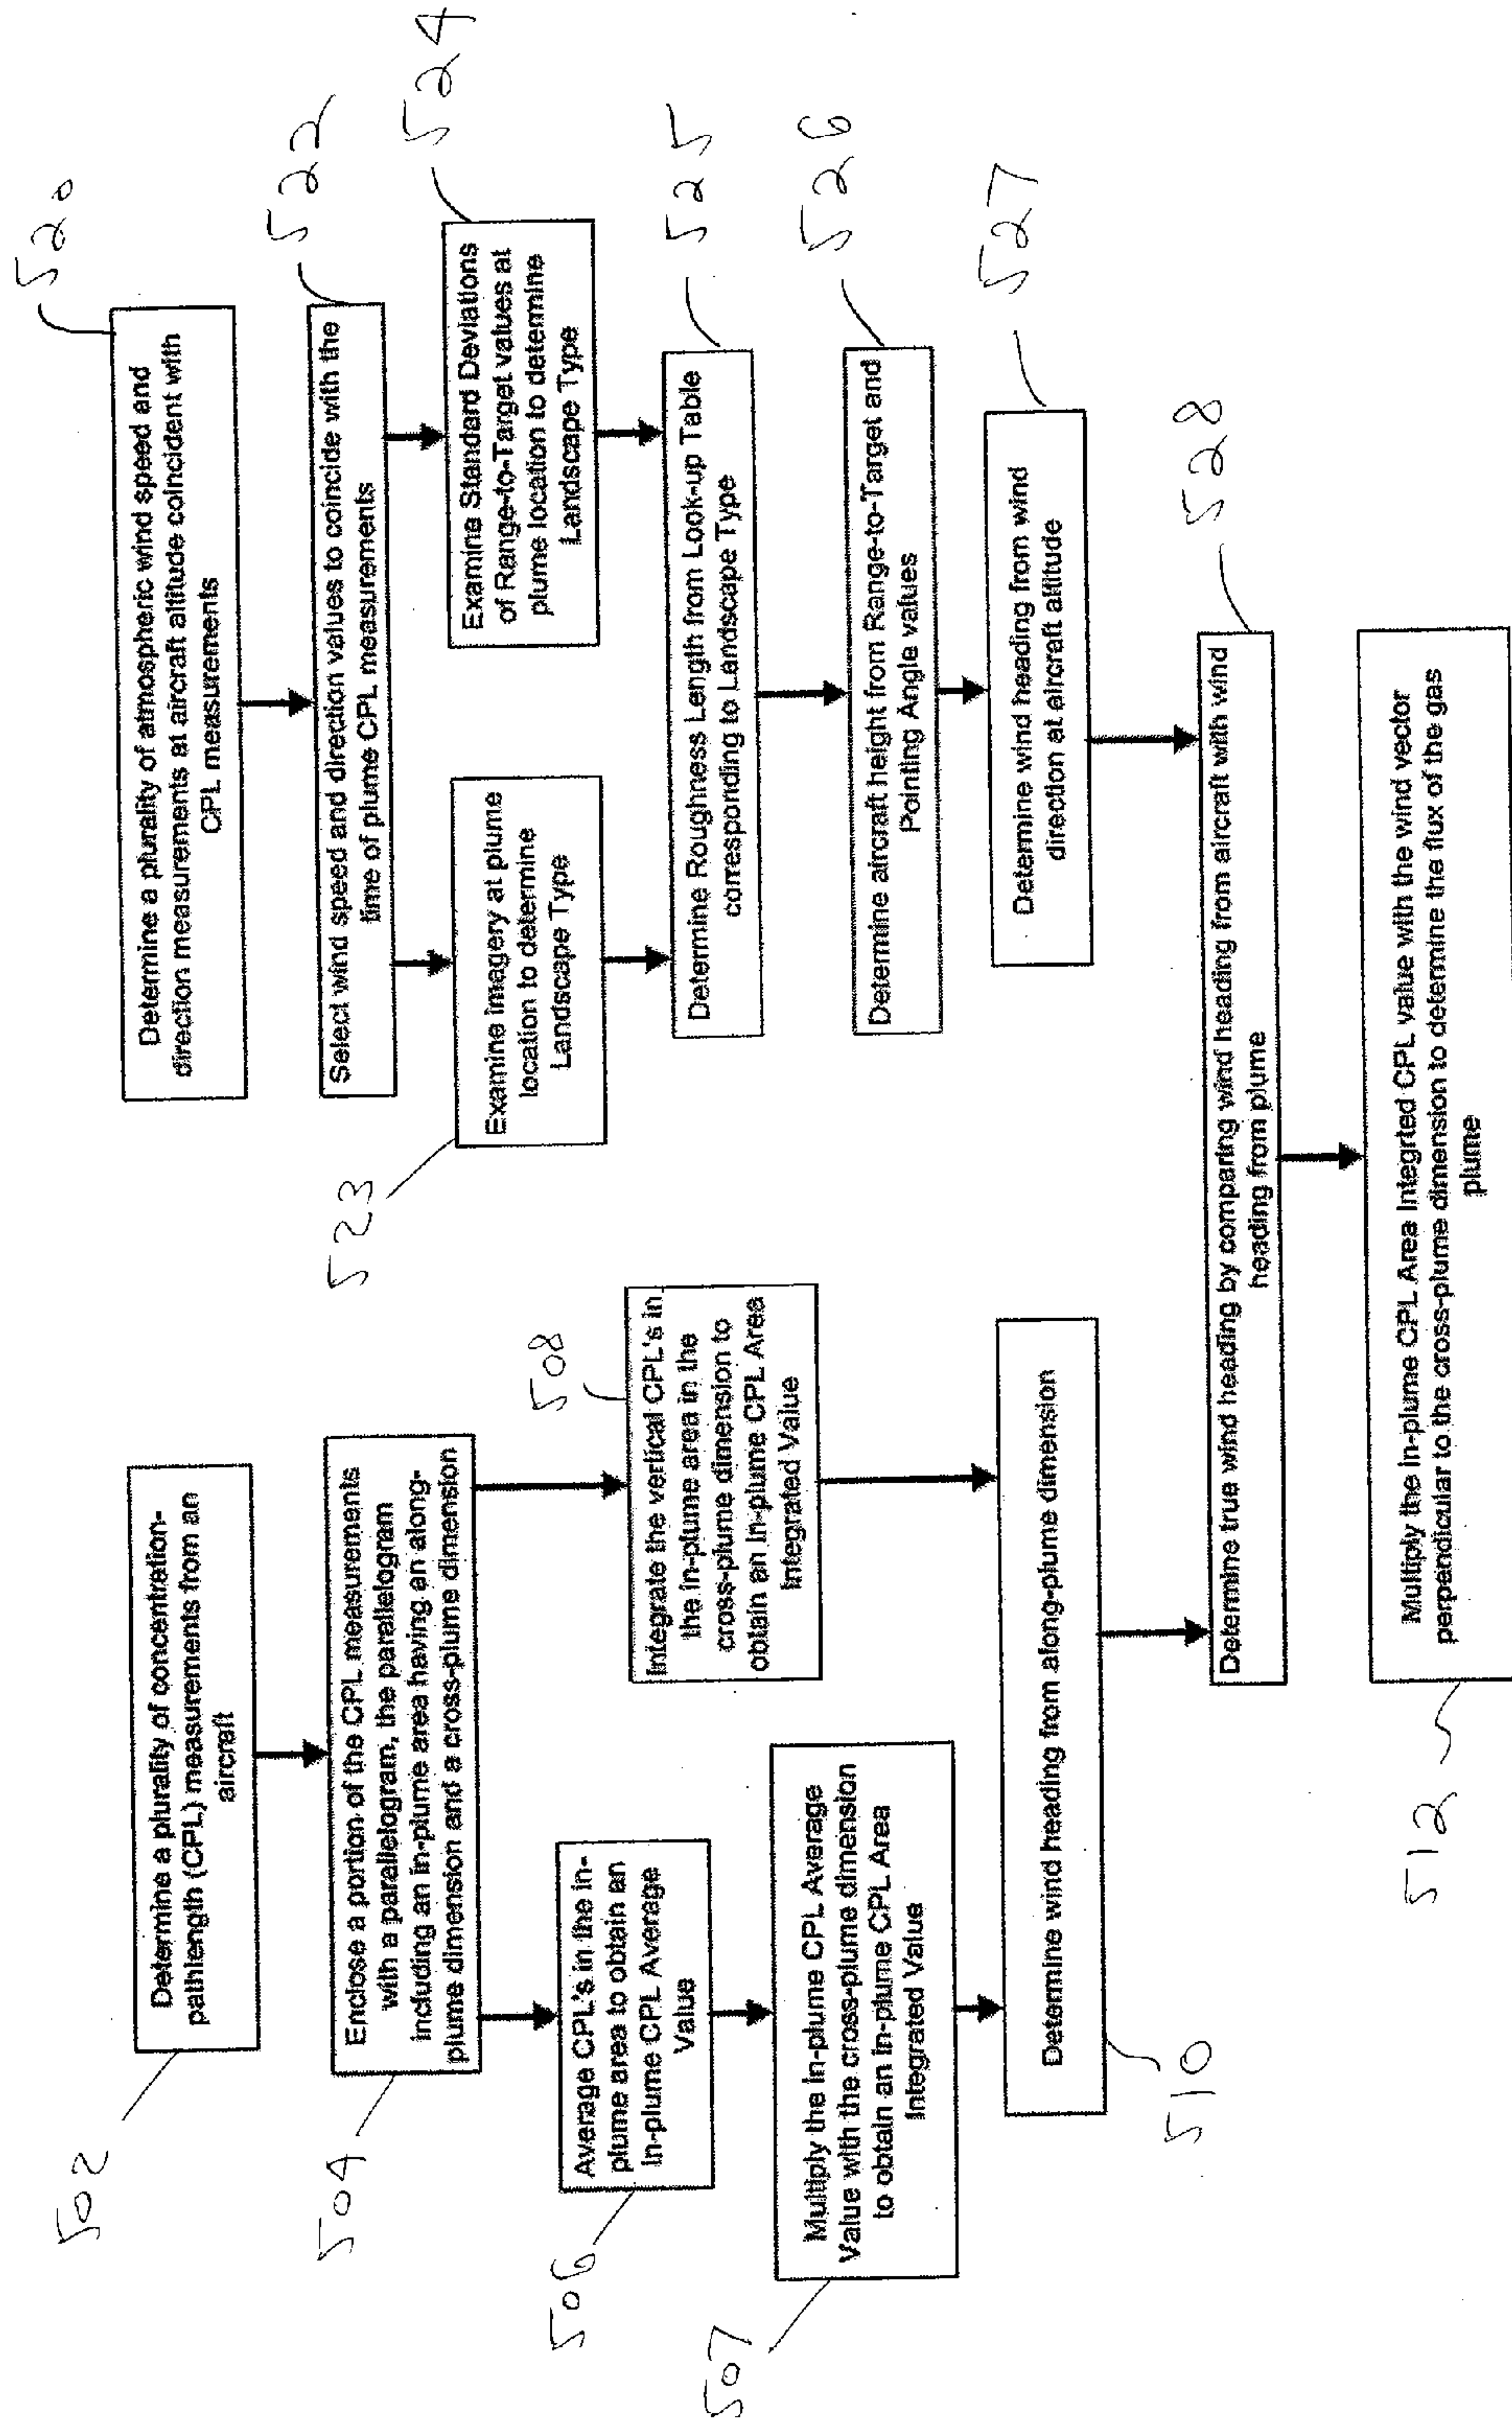 502
Determine a plurality of concentration-
pathlength (CPL) measurements from an
aircraft
504
Enclose a portion of the CPL measurements
with a parallelogram, the parallelogram
including an in-plume area having an along-
plume dimension and a cross-plume dimension
506
Average CPL's in the in-
plume area to obtain an
In-plume CPL Average
Value
507
Multiply the In-plume CPL Average
Value with the cross-plume dimension
to obtain an In-plume CPL Area
Integrated Value
508
Integrate the vertical CPL's in
the in-plume area in the
cross-plume dimension to
obtain an In-plume CPL Area
Integrated Value
510
Determine wind heading from along-plume dimension
520
Determine a plurality of atmospheric wind speed and
direction measurements at aircraft altitude coincident with
CPL measurements
522
Select wind speed and direction values to coincide with the
time of plume CPL measurements
523
Examine imagery at plume
location to determine
Landscape Type
524
Examine Standard Deviations
of Range-to-Target values at
plume location to determine
Landscape Type
525
Determine Roughness Length from Look-up Table
corresponding to Landscape Type
526
Determine aircraft height from Range-to-Target and
Pointing Angle values
527
Determine wind heading from wind
direction at aircraft altitude
528
Determine true wind heading by comparing wind heading from aircraft with wind
heading from plume
512
Multiply the In-plume CPL Area Integrted CPL value with the wind vector
perpendicular to the cross-plume dimension to determine the flux of the gas
plume